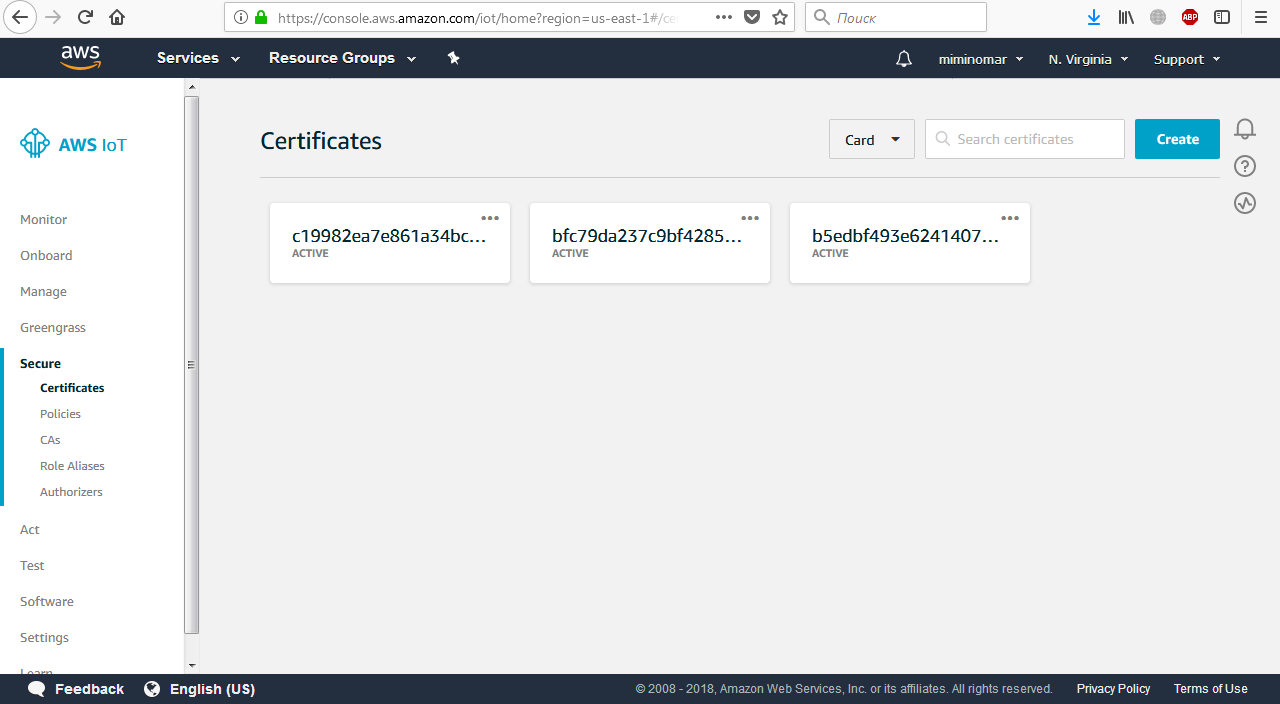 https://console.aws.amazon.com/iot/home?region=us-east-1#/ce
Поиск
ABP
aws
Services
Resource Groups
miminomar
N. Virginia
Support
AWS IoT
Monitor
Onboard
Manage
Greengrass
Secure
Certificates
Policies
CAs
Role Aliases
Authorizers
Act
Test
Software
Settings
Learn
Certificates
Card
Search certificates
Create
c19982ea7e861a34bc...
ACTIVE
bfc79da237c9bf4285...
ACTIVE
b5edbf493e6241407...
ACTIVE
Feedback
English (US)
© 2008 - 2018, Amazon Web Services, Inc. or its affiliates. All rights reserved.
Privacy Policy
Terms of Use